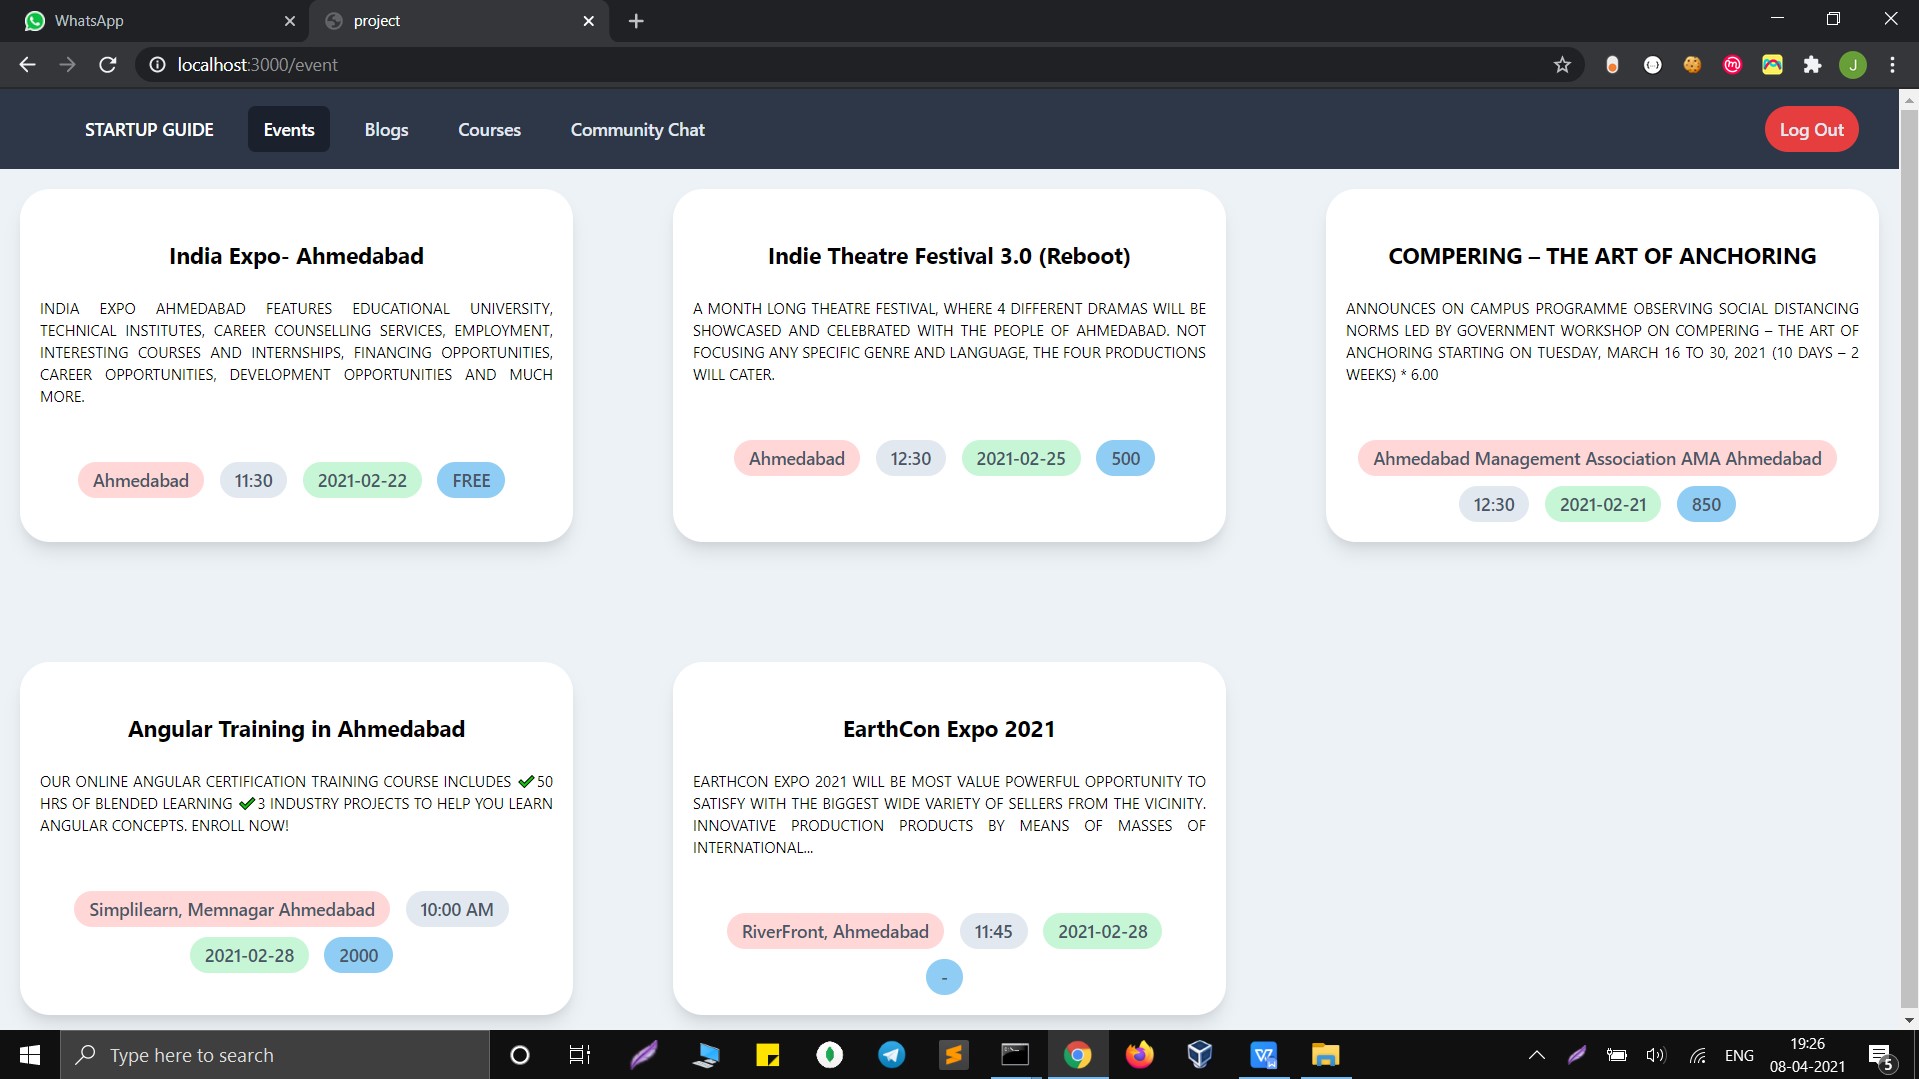 WhatsApp
project
localhost:3000/event
J
STARTUP GUIDE
Events
Blogs
Courses
Community Chat
Log Out
India Expo- Ahmedabad
INDIA EXPO AHMEDABAD FEATURES EDUCATIONAL UNIVERSITY,
TECHNICAL INSTITUTES, CAREER COUNSELLING SERVICES, EMPLOYMENT,
INTERESTING COURSES AND INTERNSHIPS, FINANCING OPPORTUNITIES,
CAREER OPPORTUNITIES, DEVELOPMENT OPPORTUNITIES AND MUCH
MORE.
Ahmedabad
11:30
2021-02-22
FREE
Indie Theatre Festival 3.0 (Reboot)
A MONTH LONG THEATRE FESTIVAL, WHERE 4 DIFFERENT DRAMAS WILL BE
SHOWCASED AND CELEBRATED WITH THE PEOPLE OF AHMEDABAD. NOT
FOCUSING ANY SPECIFIC GENRE AND LANGUAGE, THE FOUR PRODUCTIONS
WILL CATER.
Ahmedabad
12:30
2021-02-25
500
COMPERING – THE ART OF ANCHORING
ANNOUNCES ON CAMPUS PROGRAMME OBSERVING SOCIAL DISTANCING
NORMS LED BY GOVERNMENT WORKSHOP ON COMPERING – THE ART OF
ANCHORING STARTING ON TUESDAY, MARCH 16 TO 30, 2021 (10 DAYS – 2
WEEKS) * 6.00
Ahmedabad Management Association AMA Ahmedabad
12:30
2021-02-21
850
Angular Training in Ahmedabad
OUR ONLINE ANGULAR CERTIFICATION TRAINING COURSE INCLUDES ✔50
HRS OF BLENDED LEARNING ✔3 INDUSTRY PROJECTS TO HELP YOU LEARN
ANGULAR CONCEPTS. ENROLL NOW!
Simplilearn, Memnagar Ahmedabad
10:00 AM
2021-02-28
2000
EarthCon Expo 2021
EARTHCON EXPO 2021 WILL BE MOST VALUE POWERFUL OPPORTUNITY TO
SATISFY WITH THE BIGGEST WIDE VARIETY OF SELLERS FROM THE VICINITY.
INNOVATIVE PRODUCTION PRODUCTS BY MEANS OF MASSES OF
INTERNATIONAL...
RiverFront, Ahmedabad
11:45
2021-02-28
-
Type here to search
ENG
19:26
08-04-2021
5